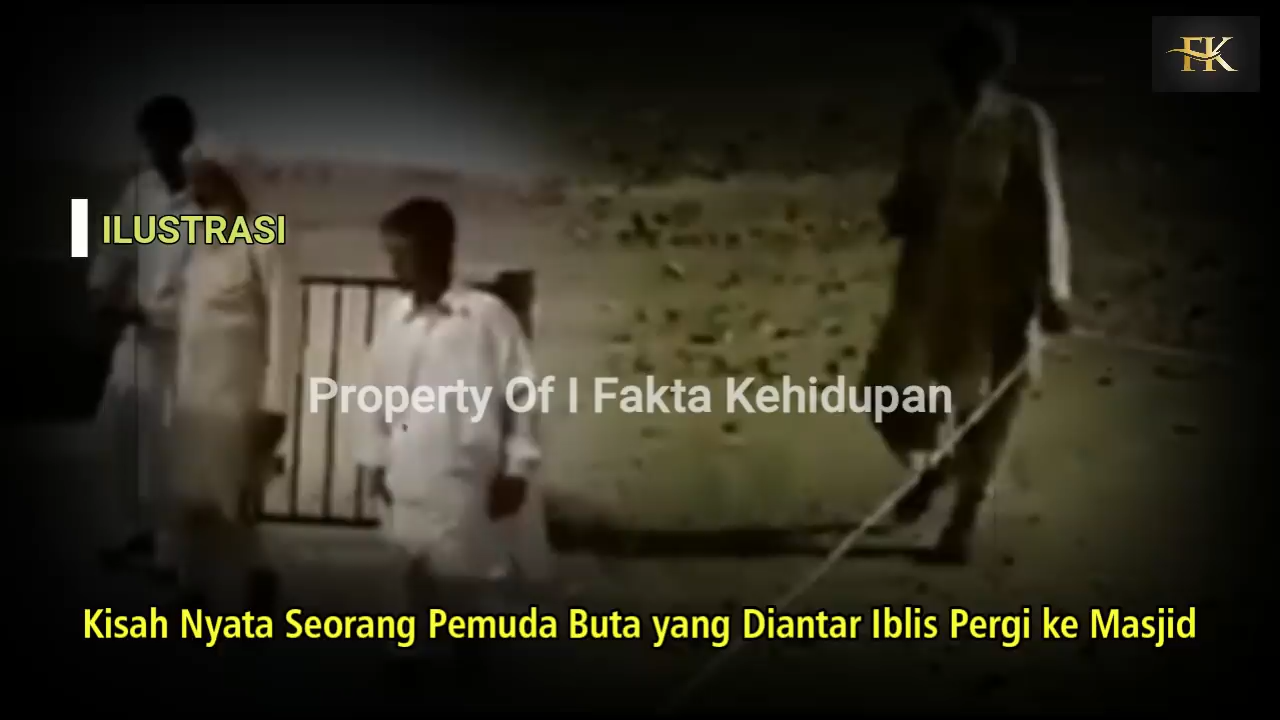 FK
ILUSTRASI
Property Of I Fakta Kehidupan
Kisah Nyata Seorang Pemuda Buta yang Diantar Iblis Pergi ke Masjid